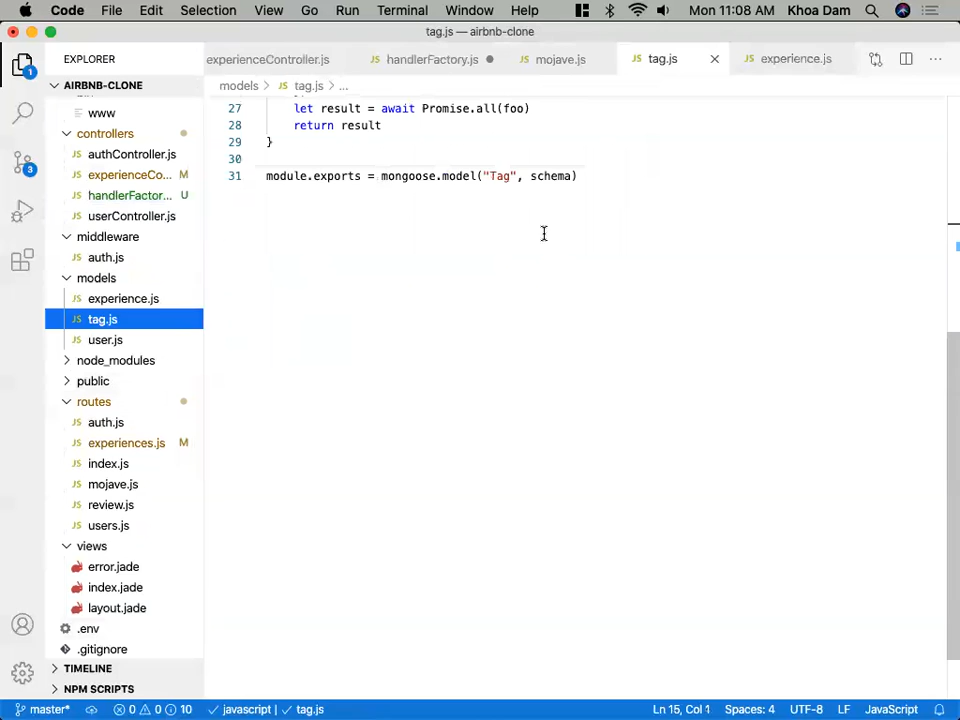 Code File Edit Selection View Go Run Terminal Window Help Mon 11:08 AM Khoa Dam
tag.js — airbnb-clone
EXPLORER
experienceController.js handlerFactory.js mojave.js tag.js experience.js
AIRBNB-CLONE
models > tag.js > ...
www
controllers
authController.js
experienceCo... M
handlerFactor... U
userController.js
middleware
auth.js
models
experience.js
tag.js
user.js
node_modules
public
routes
auth.js
experiences.js M
index.js
mojave.js
review.js
users.js
views
error.jade
index.jade
layout.jade
.env
.gitignore
TIMELINE
NPM SCRIPTS
1
3
27 let result = await Promise.all(foo)
28 return result
29 }
30
31 module.exports = mongoose.model("Tag", schema)
master* 0 0 10 javascript | tag.js Ln 15, Col 1 Spaces: 4 UTF-8 LF JavaScript